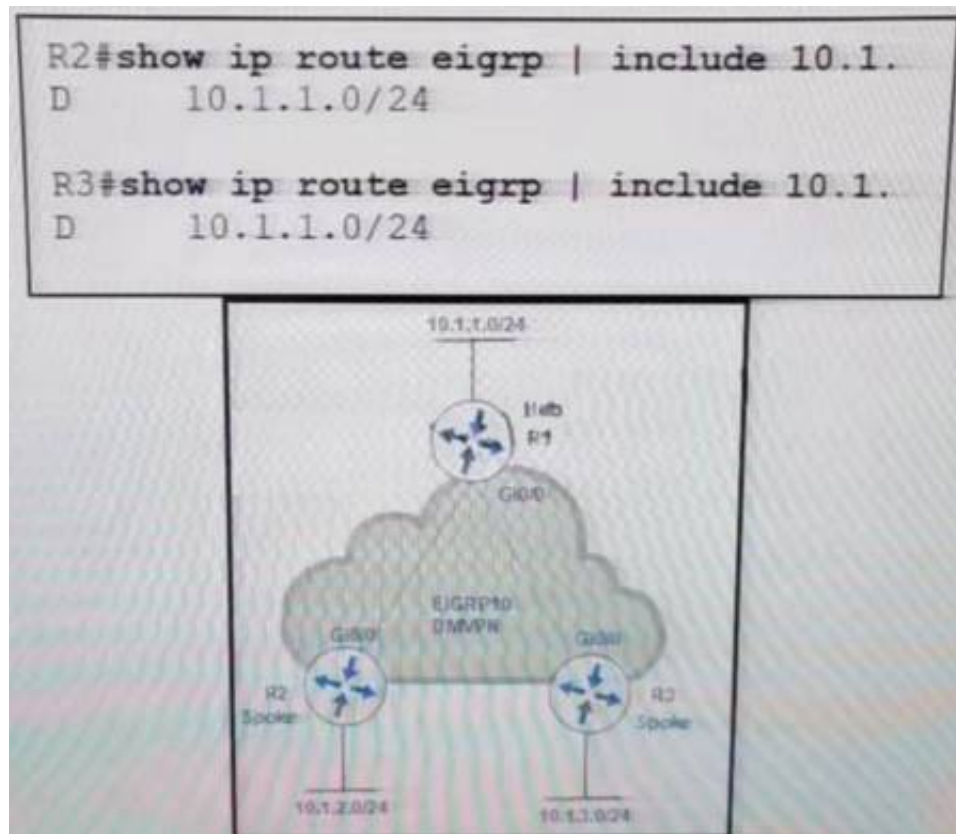 R2#show ip route eigrp | include 10.1.
D 10.1.1.0/24
R3#show ip route eigrp | include 10.1.
D 10.1.1.0/24
10.1.1.0/24
Hub
R1
Gi0/0
EIGRP10
DMVPN
Gi0/0
Gi0/0
R2
Spoke
R3
Spoke
10.1.2.0/24
10.1.3.0/24